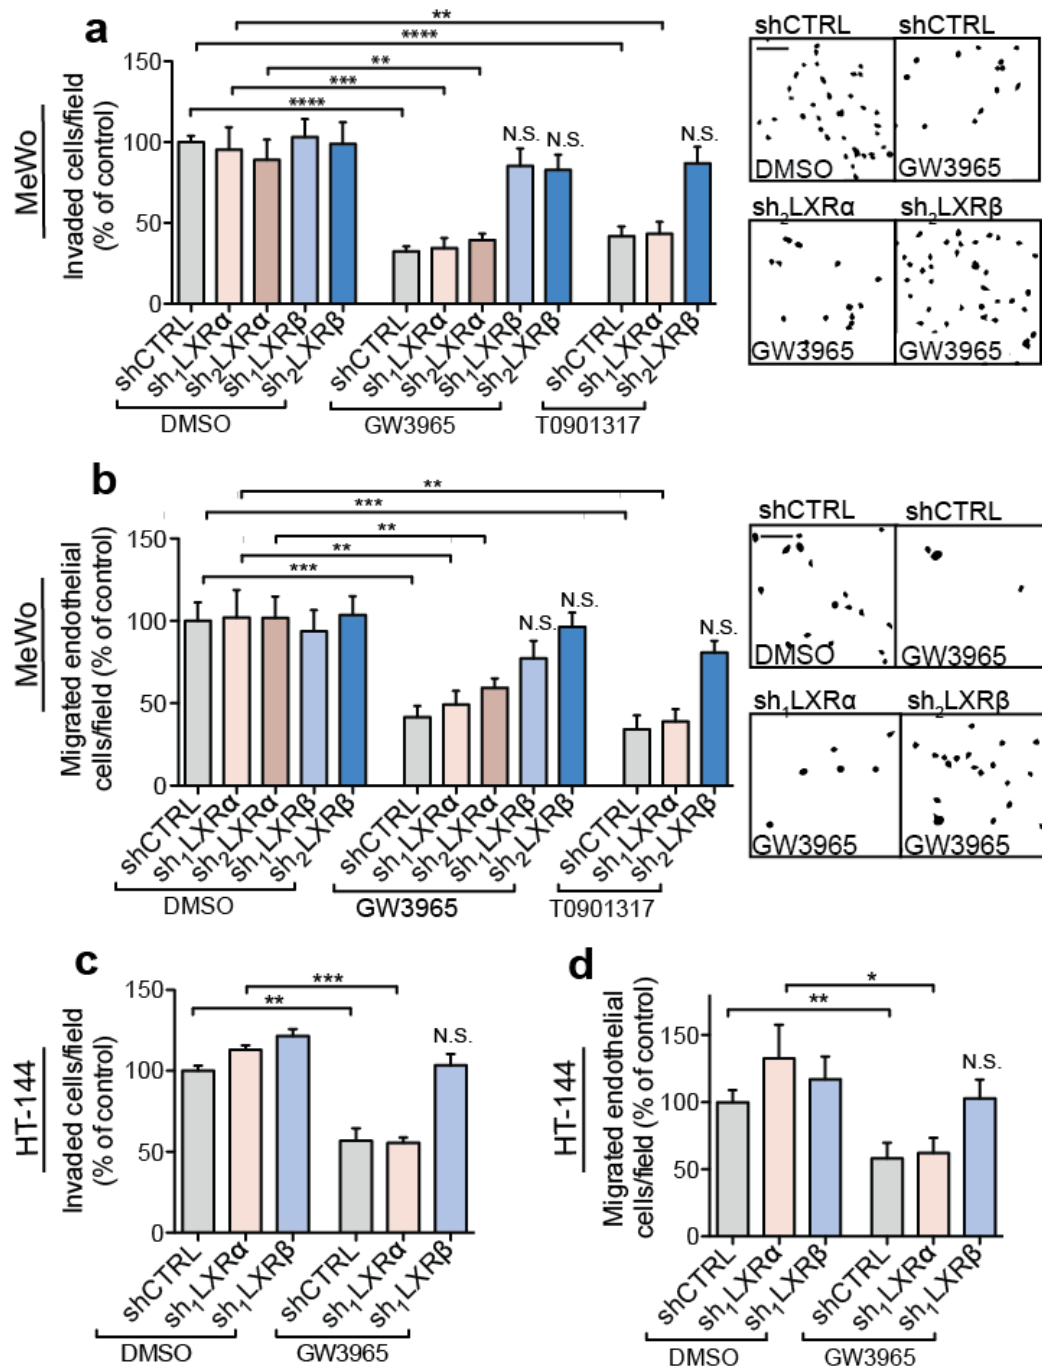 a
MeWo
Invaded cells/field
(% of control)
150
100
50
0
**
****
**
***
****
N.S.
N.S.
N.S.
shCTRL
sh1LXRα
sh2LXRα
sh1LXRβ
sh2LXRβ
shCTRL
sh1LXRα
sh2LXRα
sh1LXRβ
sh2LXRβ
shCTRL
sh1LXRα
sh2LXRβ
DMSO
GW3965
T0901317
shCTRL
shCTRL
DMSO
GW3965
sh2LXRα
sh2LXRβ
GW3965
GW3965
b
MeWo
Migrated endothelial
cells/field (% of control)
150
100
50
0
**
***
**
**
***
N.S.
N.S.
N.S.
shCTRL
sh1LXRα
sh2LXRα
sh1LXRβ
sh2LXRβ
shCTRL
sh1LXRα
sh2LXRα
sh1LXRβ
sh2LXRβ
shCTRL
sh1LXRα
sh2LXRβ
DMSO
GW3965
T0901317
shCTRL
shCTRL
DMSO
GW3965
sh1LXRα
sh2LXRβ
GW3965
GW3965
c
HT-144
Invaded cells/field
(% of control)
150
100
50
0
***
**
N.S.
shCTRL
sh1LXRα
sh1LXRβ
shCTRL
sh1LXRα
sh1LXRβ
DMSO
GW3965
d
HT-144
Migrated endothelial
cells/field (% of control)
150
100
50
0
*
**
N.S.
shCTRL
sh1LXRα
sh1LXRβ
shCTRL
sh1LXRα
sh1LXRβ
DMSO
GW3965